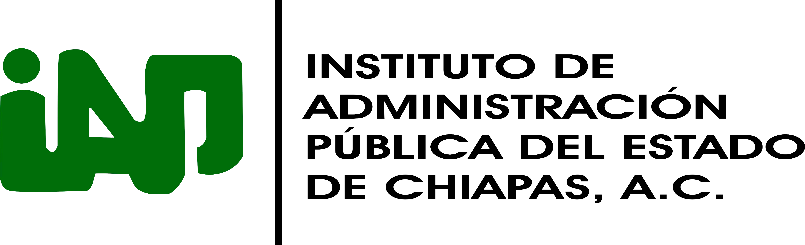 iAP
INSTITUTO DE
ADMINISTRACIÓN
PÚBLICA DEL ESTADO
DE CHIAPAS, A.C.